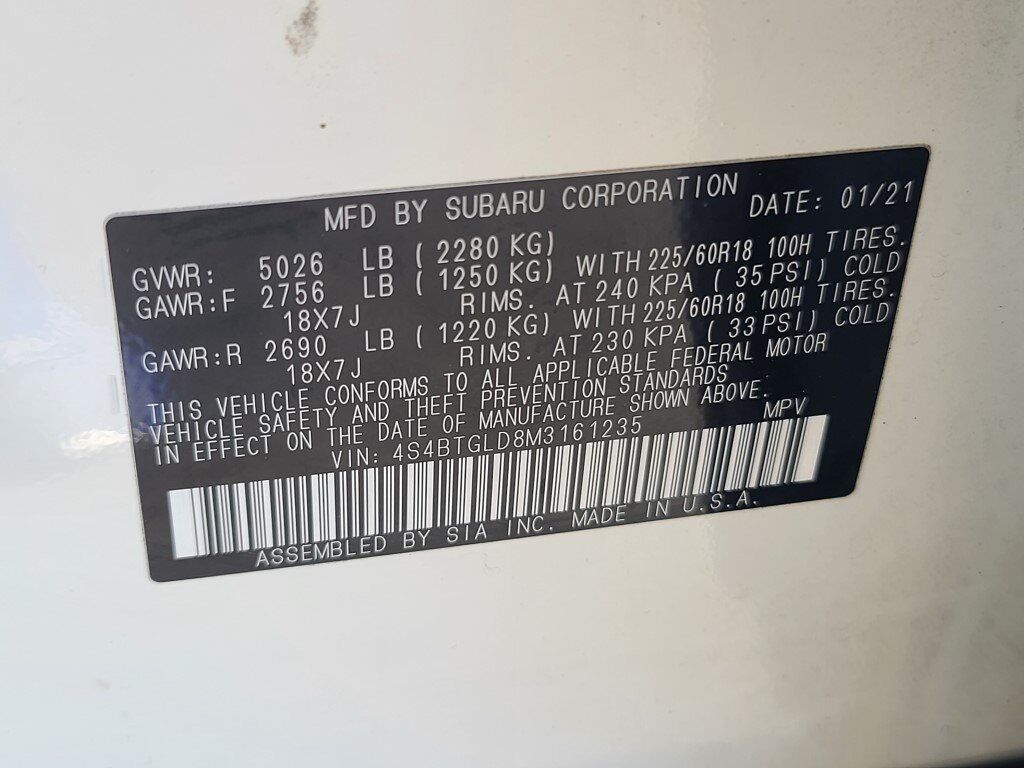 MFD BY SUBARU CORPORATION DATE: 01/21
GVWR: 5026 LB ( 2280 KG)
GAWR:F 2756 LB ( 1250 KG) WITH 225/60R18 100H TIRES.
18X7J RIMS. AT 240 KPA ( 35 PSI) COLD
GAWR:R 2690 LB ( 1220 KG) WITH 225/60R18 100H TIRES.
18X7J RIMS. AT 230 KPA ( 33 PSI) COLD
THIS VEHICLE CONFORMS TO ALL APPLICABLE FEDERAL MOTOR
VEHICLE SAFETY AND THEFT PREVENTION STANDARDS
IN EFFECT ON THE DATE OF MANUFACTURE SHOWN ABOVE.
VIN: 4S4BTGLD8M3161235 MPV
ASSEMBLED BY SIA INC. MADE IN U.S.A.